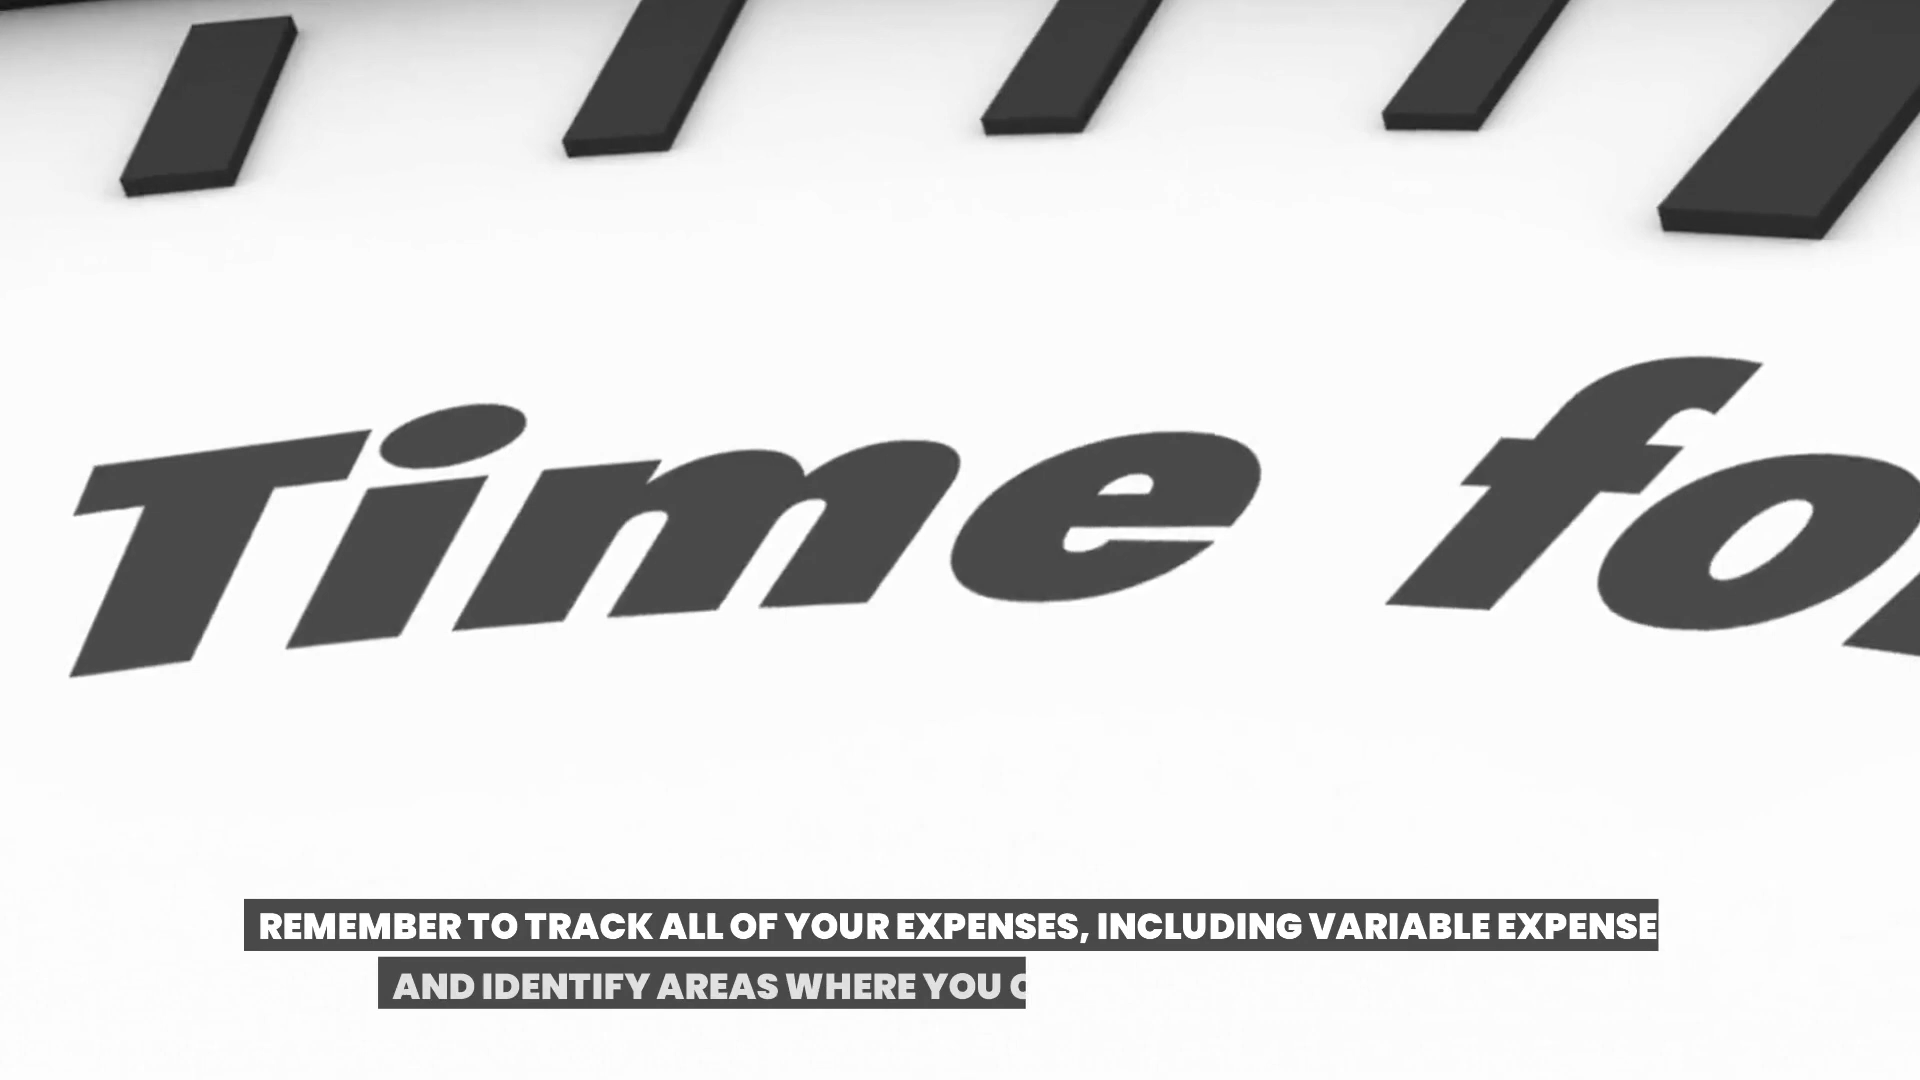 Time fo
REMEMBER TO TRACK ALL OF YOUR EXPENSES, INCLUDING VARIABLE EXPENSE
AND IDENTIFY AREAS WHERE YOU